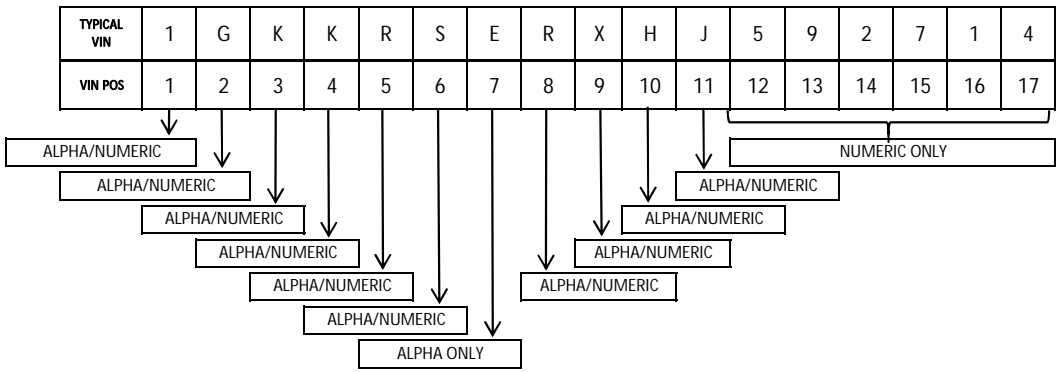 TYPICAL VIN 1 G K K R S E R X H J 5 9 2 7 1 4
VIN POS 1 2 3 4 5 6 7 8 9 10 11 12 13 14 15 16 17
ALPHA/NUMERIC NUMERIC ONLY
ALPHA/NUMERIC ALPHA/NUMERIC
ALPHA/NUMERIC ALPHA/NUMERIC
ALPHA/NUMERIC ALPHA/NUMERIC
ALPHA/NUMERIC ALPHA/NUMERIC
ALPHA/NUMERIC
ALPHA ONLY